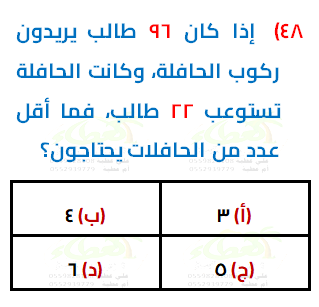 ٤٨) إذا كان ٩٦ طالب يريدون
ركوب الحافلة، وكانت الحافلة
تستوعب ٢٢ طالب، فما أقل
عدد من الحافلات يحتاجون؟
(أ) ٣ (ب) ٤
(ج) ٥ (د) ٦